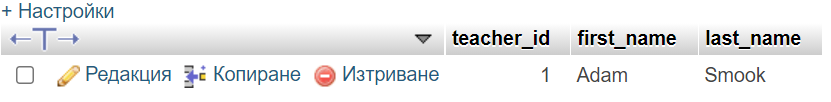 + Настройки
←T→ teacher_id first_name last_name
Редакция Копиране Изтриване 1 Adam Smook